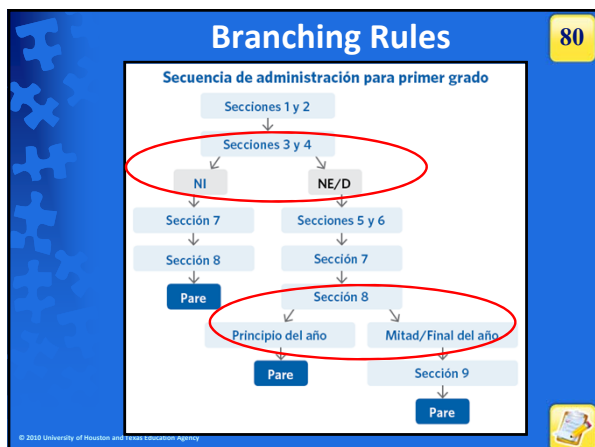 Branching Rules
80
Secuencia de administración para primer grado
Secciones 1 y 2
Secciones 3 y 4
NI
NE/D
Sección 7
Secciones 5 y 6
Sección 8
Sección 7
Pare
Sección 8
Principio del año
Mitad/Final del año
Pare
Sección 9
Pare
© 2010 University of Houston and Texas Education Agency